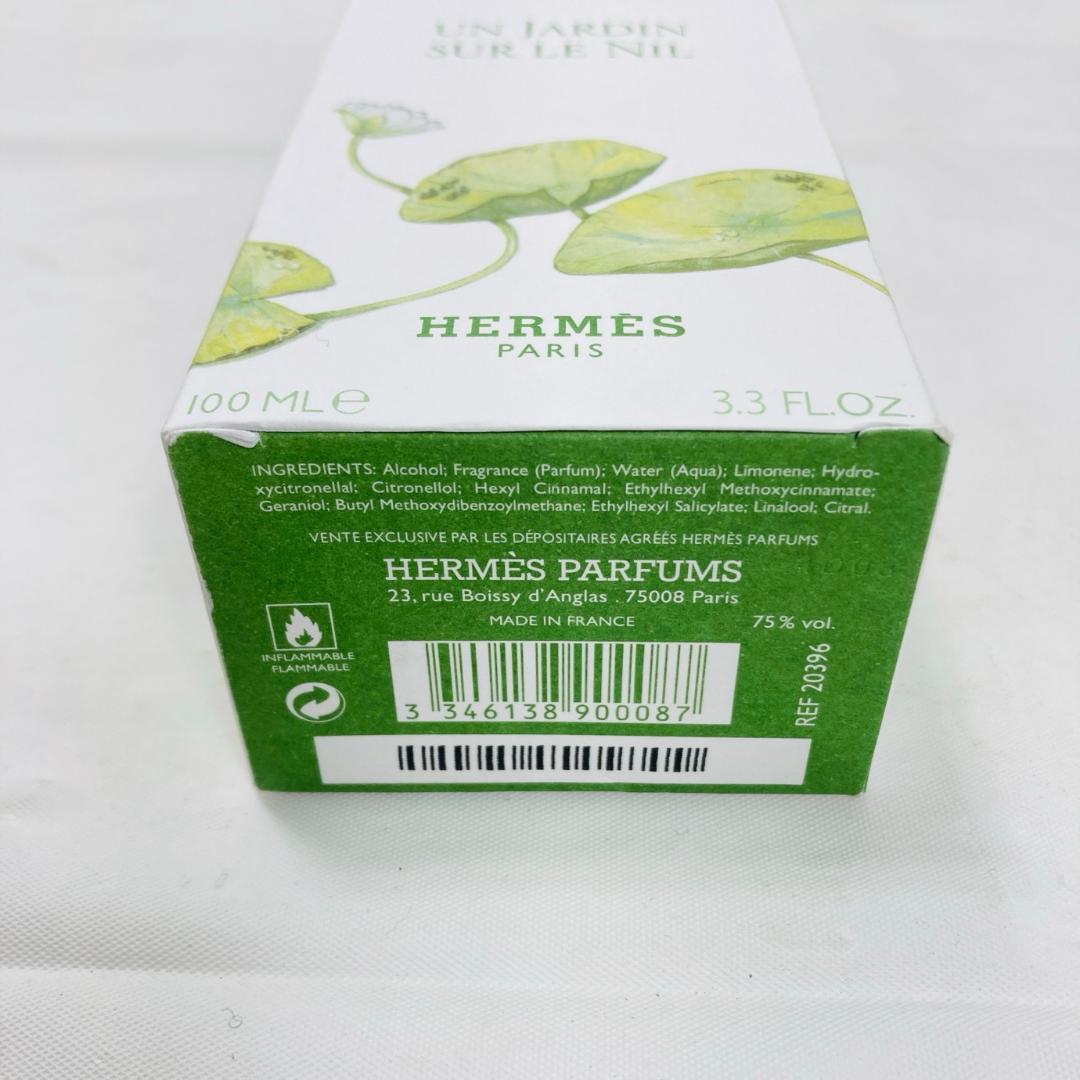 UN JARDIN
SUR LE NIL
HERMÈS
PARIS
100 ML ℮
3.3 FL.OZ.
INGREDIENTS: Alcohol; Fragrance (Parfum); Water (Aqua); Limonene; Hydro-
xycitronellal; Citronellol; Hexyl Cinnamal; Ethylhexyl Methoxycinnamate;
Geraniol; Butyl Methoxydibenzoylmethane; Ethylhexyl Salicylate; Linalool; Citral.
VENTE EXCLUSIVE PAR LES DÉPOSITAIRES AGRÉÉS HERMÈS PARFUMS
HERMÈS PARFUMS
23, rue Boissy d'Anglas . 75008 Paris
MADE IN FRANCE
75 % vol.
INFLAMMABLE
FLAMMABLE
3 346138 900087
REF 20396